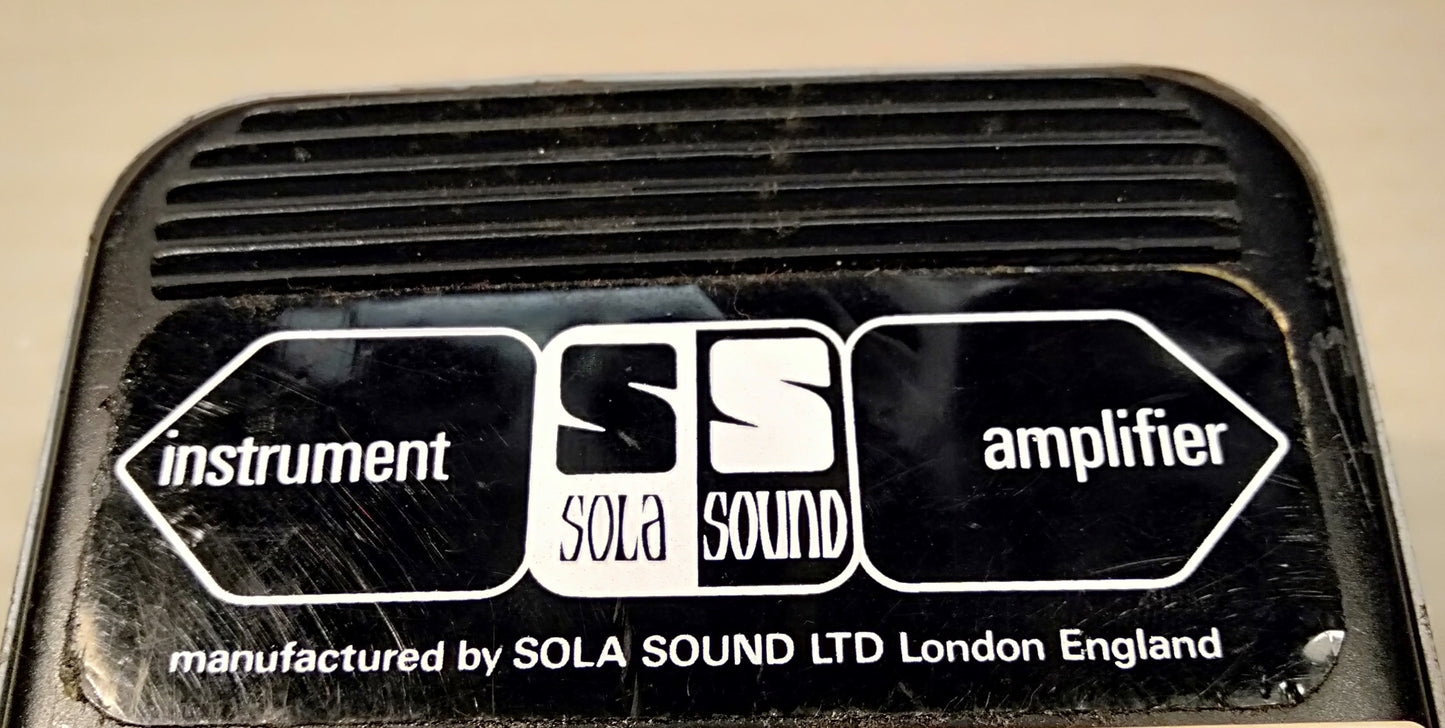 instrument
S S
SOLA SOUND
amplifier
manufactured by SOLA SOUND LTD London England